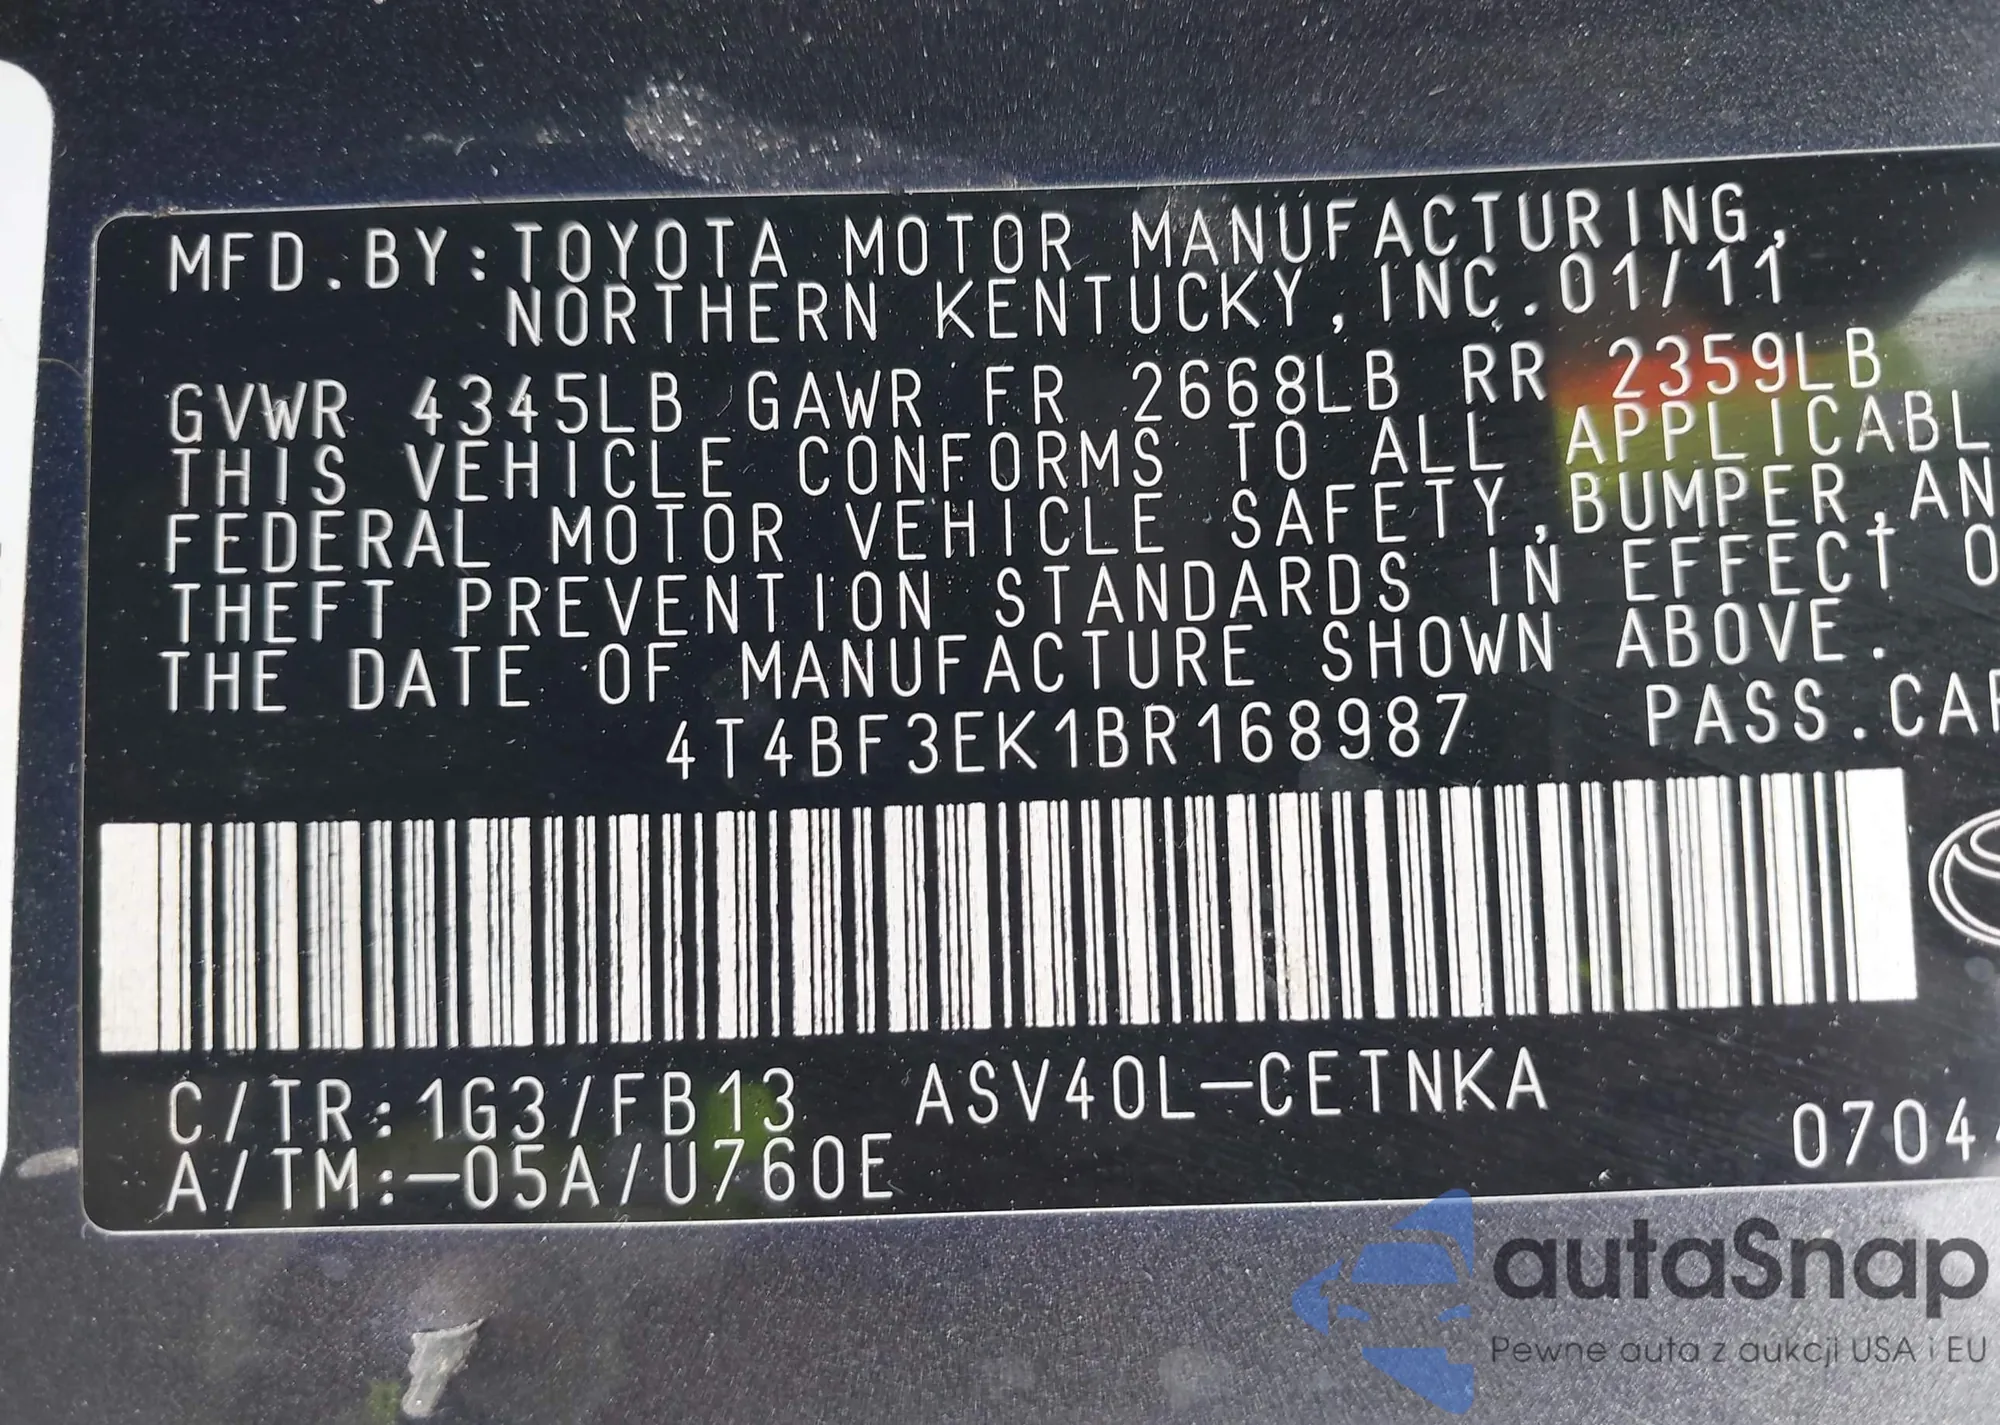 MFD.BY:TOYOTA MOTOR MANUFACTURING,
NORTHERN KENTUCKY,INC.01/11
GVWR 4345LB GAWR FR 2668LB RR 2359LB
THIS VEHICLE CONFORMS TO ALL APPLICABL
FEDERAL MOTOR VEHICLE SAFETY,BUMPER,AN
THEFT PREVENTION STANDARDS IN EFFECT O
THE DATE OF MANUFACTURE SHOWN ABOVE.
4T4BF3EK1BR168987 PASS.CAR
C/TR:1G3/FB13 ASV40L-CETNKA
A/TM:-05A/U760E 0704
autaSnap
Pewne auta z aukcji USA i EU